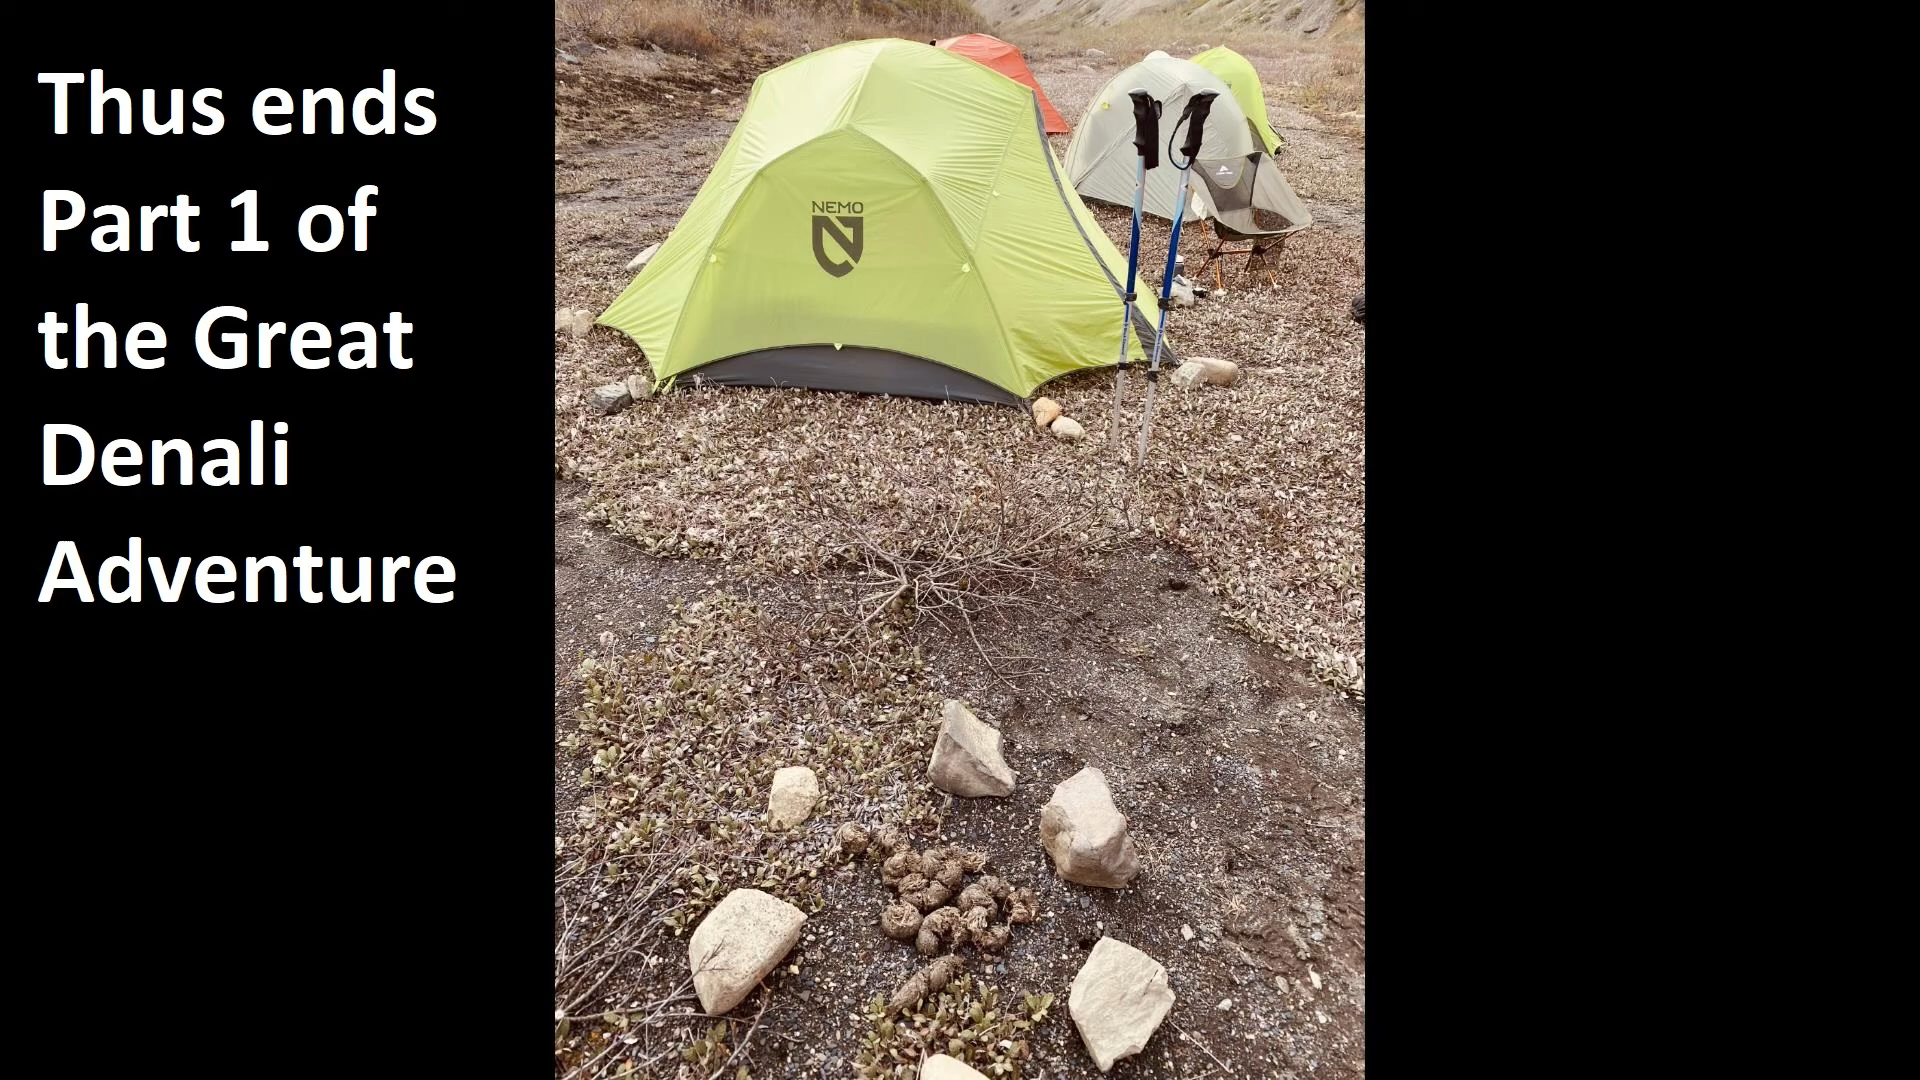 Thus ends
Part 1 of
the Great
Denali
Adventure
NEMO